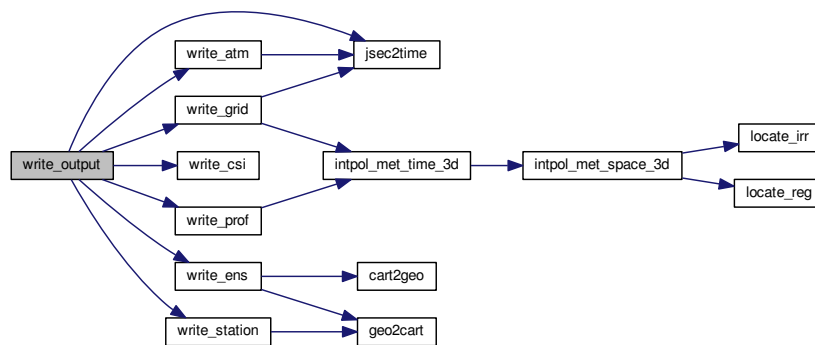 write_output
write_atm
write_grid
write_csi
write_prof
write_ens
write_station
jsec2time
intpol_met_time_3d
cart2geo
geo2cart
intpol_met_space_3d
locate_irr
locate_reg